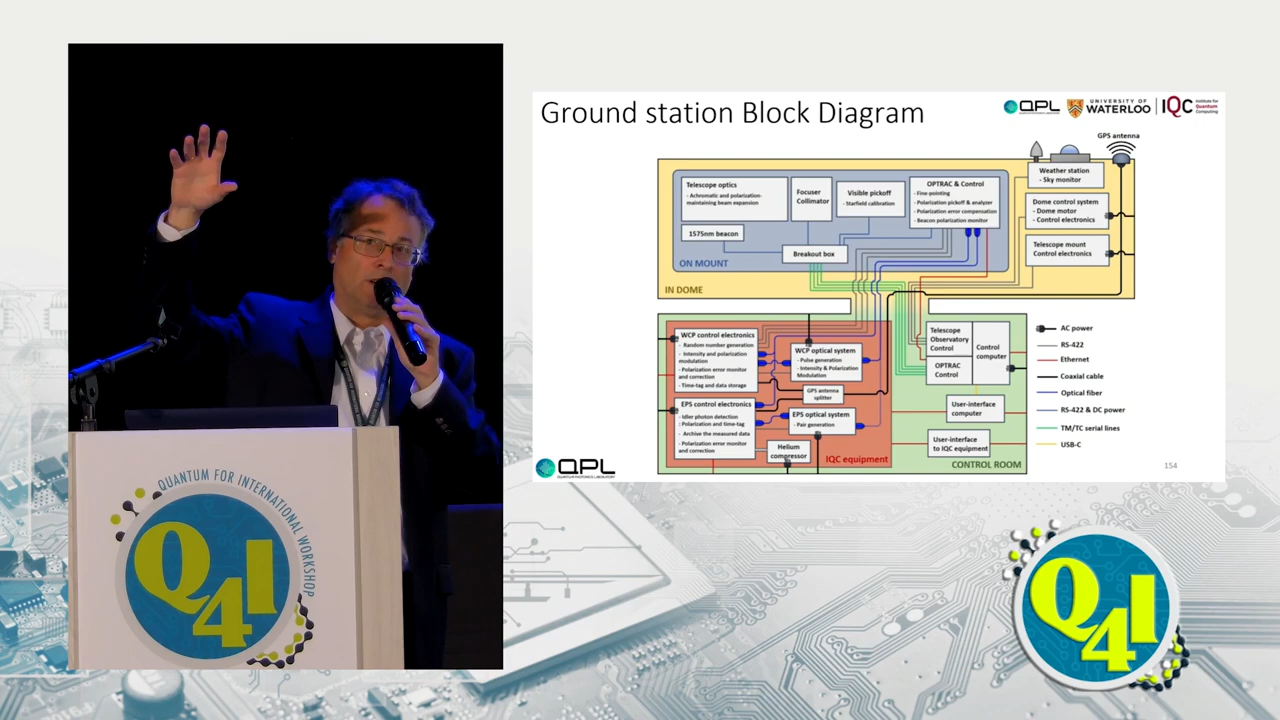 Ground station Block Diagram
QPL
QUANTUM PHOTONICS LABORATORY
UNIVERSITY OF
WATERLOO
IQC
Institute for
Quantum
Computing
GPS antenna
Weather station
- Sky monitor
Telescope optics
- Achromatic and polarization-
maintaining beam expansion
Focuser
Collimator
Visible pickoff
- Starfield calibration
OPTRAC & Control
- Fine-pointing
- Polarization pickoff & analyzer
- Polarization error compensation
- Beacon polarization monitor
Dome control system
- Dome motor
- Control electronics
1575nm beacon
Breakout box
Telescope mount
Control electronics
ON MOUNT
IN DOME
WCP control electronics
- Random number generation
- Intensity and polarization
modulation
- Polarization error monitor
and correction
- Time-tag and data storage
WCP optical system
- Pulse generation
- Intensity & Polarization
Modulation
GPS antenna
splitter
EPS control electronics
- Idler photon detection
- Polarization and time-tag
- Archive the measured data
- Polarization error monitor
and correction
EPS optical system
- Pair generation
Helium
compressor
IQC equipment
Telescope
Observatory
Control
OPTRAC
Control
Control
computer
User-interface
computer
User-interface
to IQC equipment
CONTROL ROOM
AC power
RS-422
Ethernet
Coaxial cable
Optical fiber
RS-422 & DC power
TM/TC serial lines
USB-C
QPL
QUANTUM PHOTONICS LABORATORY
154
QUANTUM FOR INTERNATIONAL WORKSHOP
Q4I
Q4I